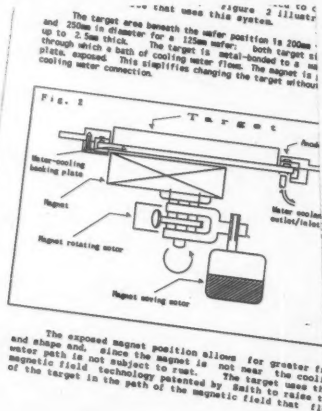 Figure 2 illustr
that uses this system.
The target area beneath the wafer position is 200mm
and 250mm in diameter for a 125mm wafer; both target si
up to 2.5mm thick. The target is metal-bonded to a ma
through which a bath of cooling water flows. The magnet is
plate, exposed. This simplifies changing the target withou
cooling water connection.
Fig. 2
Target
Anode
Water-cooling
backing plate
Magnet
Water cooled
outlet/inlet
Magnet rotating motor
Magnet moving motor
The exposed magnet position allows for greater fr
and shape and, since the magnet is not near the cooli
water path is not subject to rust. The target uses th
magnetic field technology patented by Smith to raise t
of the target in the path of the magnetic field that fi